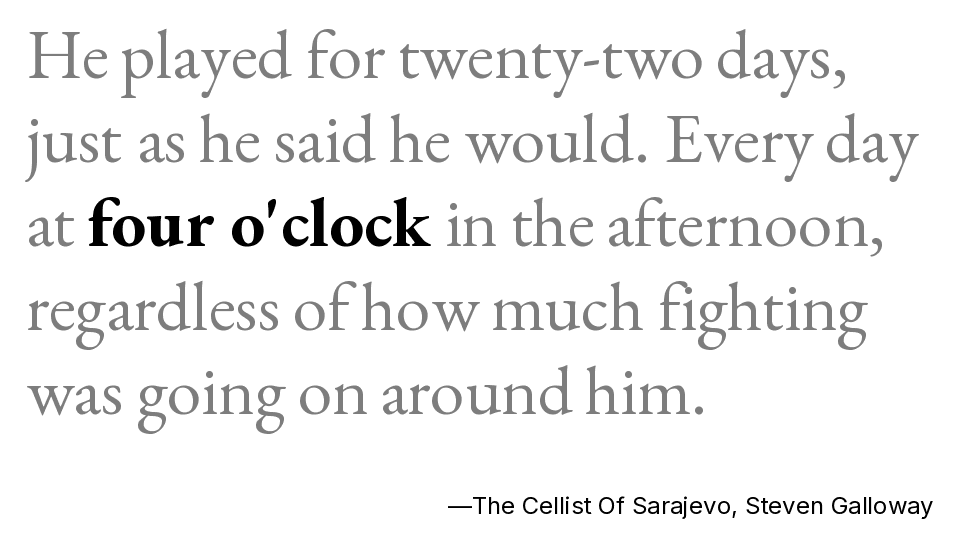 He played for twenty-two days,
just as he said he would. Every day
at four o'clock in the afternoon,
regardless of how much fighting
was going on around him.
—The Cellist Of Sarajevo, Steven Galloway